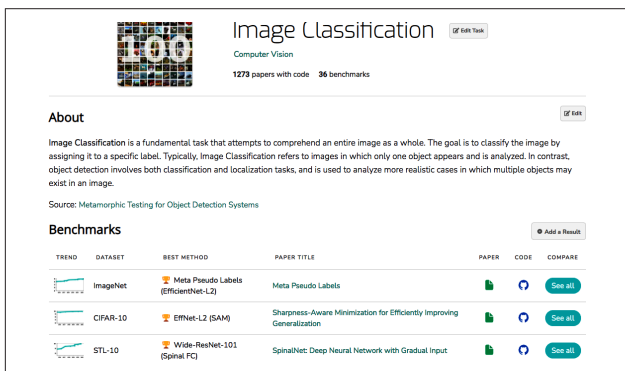 100
Image Classification
Edit Task
Computer Vision
1273 papers with code 36 benchmarks
About
Edit
Image Classification is a fundamental task that attempts to comprehend an entire image as a whole. The goal is to classify the image by
assigning it to a specific label. Typically, Image Classification refers to images in which only one object appears and is analyzed. In contrast,
object detection involves both classification and localization tasks, and is used to analyze more realistic cases in which multiple objects may
exist in an image.
Source: Metamorphic Testing for Object Detection Systems
Benchmarks
Add a Result
TREND DATASET BEST METHOD PAPER TITLE PAPER CODE COMPARE
ImageNet Meta Pseudo Labels (EfficientNet-L2) Meta Pseudo Labels See all
CIFAR-10 EffNet-L2 (SAM) Sharpness-Aware Minimization for Efficiently Improving
Generalization See all
STL-10 Wide-ResNet-101 (Spinal FC) SpinalNet: Deep Neural Network with Gradual Input See all